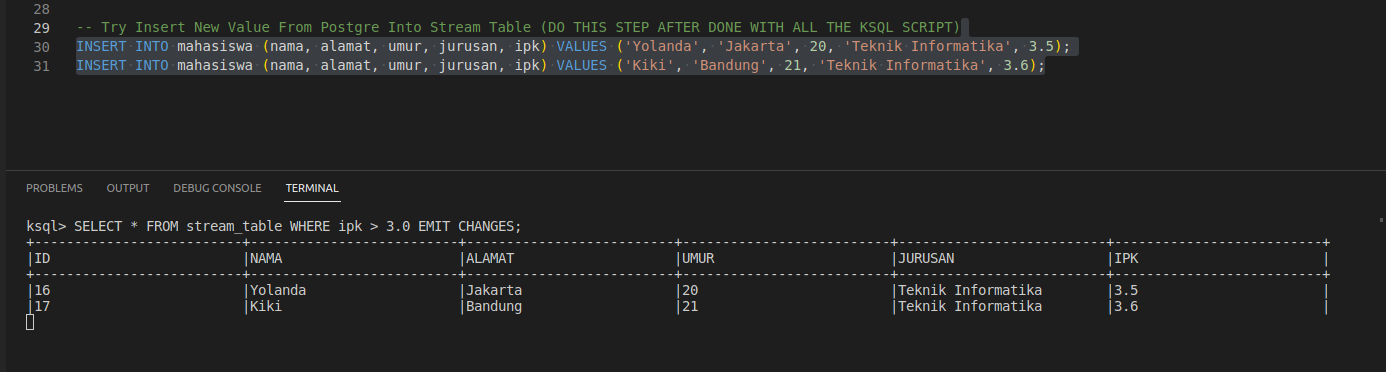 28
29 -- Try Insert New Value From Postgre Into Stream Table (DO THIS STEP AFTER DONE WITH ALL THE KSQL SCRIPT)
30 INSERT INTO mahasiswa (nama, alamat, umur, jurusan, ipk) VALUES ('Yolanda', 'Jakarta', 20, 'Teknik Informatika', 3.5);
31 INSERT INTO mahasiswa (nama, alamat, umur, jurusan, ipk) VALUES ('Kiki', 'Bandung', 21, 'Teknik Informatika', 3.6);
PROBLEMS OUTPUT DEBUG CONSOLE TERMINAL
ksql> SELECT * FROM stream_table WHERE ipk > 3.0 EMIT CHANGES;
+--------------------------+--------------------------+--------------------------+--------------------------+--------------------------+--------------------------+
|ID |NAMA |ALAMAT |UMUR |JURUSAN |IPK |
+--------------------------+--------------------------+--------------------------+--------------------------+--------------------------+--------------------------+
|16 |Yolanda |Jakarta |20 |Teknik Informatika |3.5 |
|17 |Kiki |Bandung |21 |Teknik Informatika |3.6 |